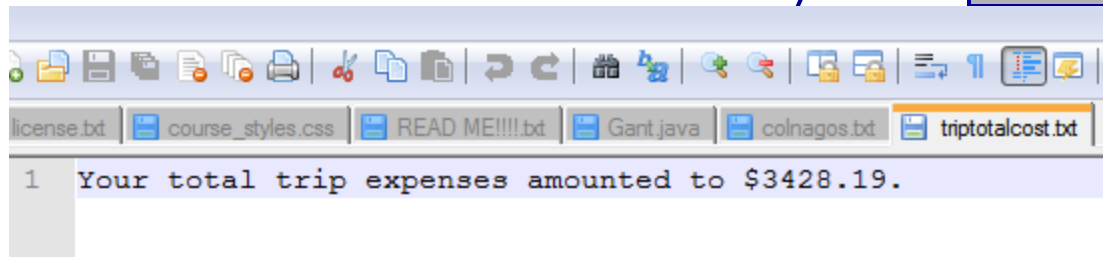 license.txt course_styles.css READ ME!!!!.txt Gant.java colnagos.txt triptotalcost.txt
1 Your total trip expenses amounted to $3428.19.